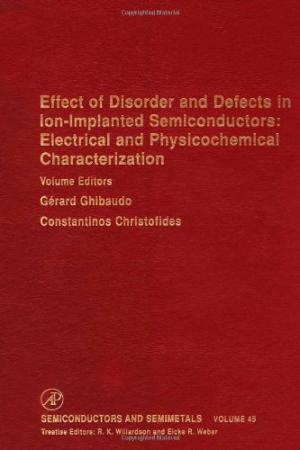 Effect of Disorder and Defects in
Ion-Implanted Semiconductors:
Electrical and Physicochemical
Characterization
Volume Editors
Gérard Ghibaudo
Constantinos Christofides
AP
SEMICONDUCTORS AND SEMIMETALS VOLUME 45
Treatise Editors: R. K. Willardson and Eicke R. Weber